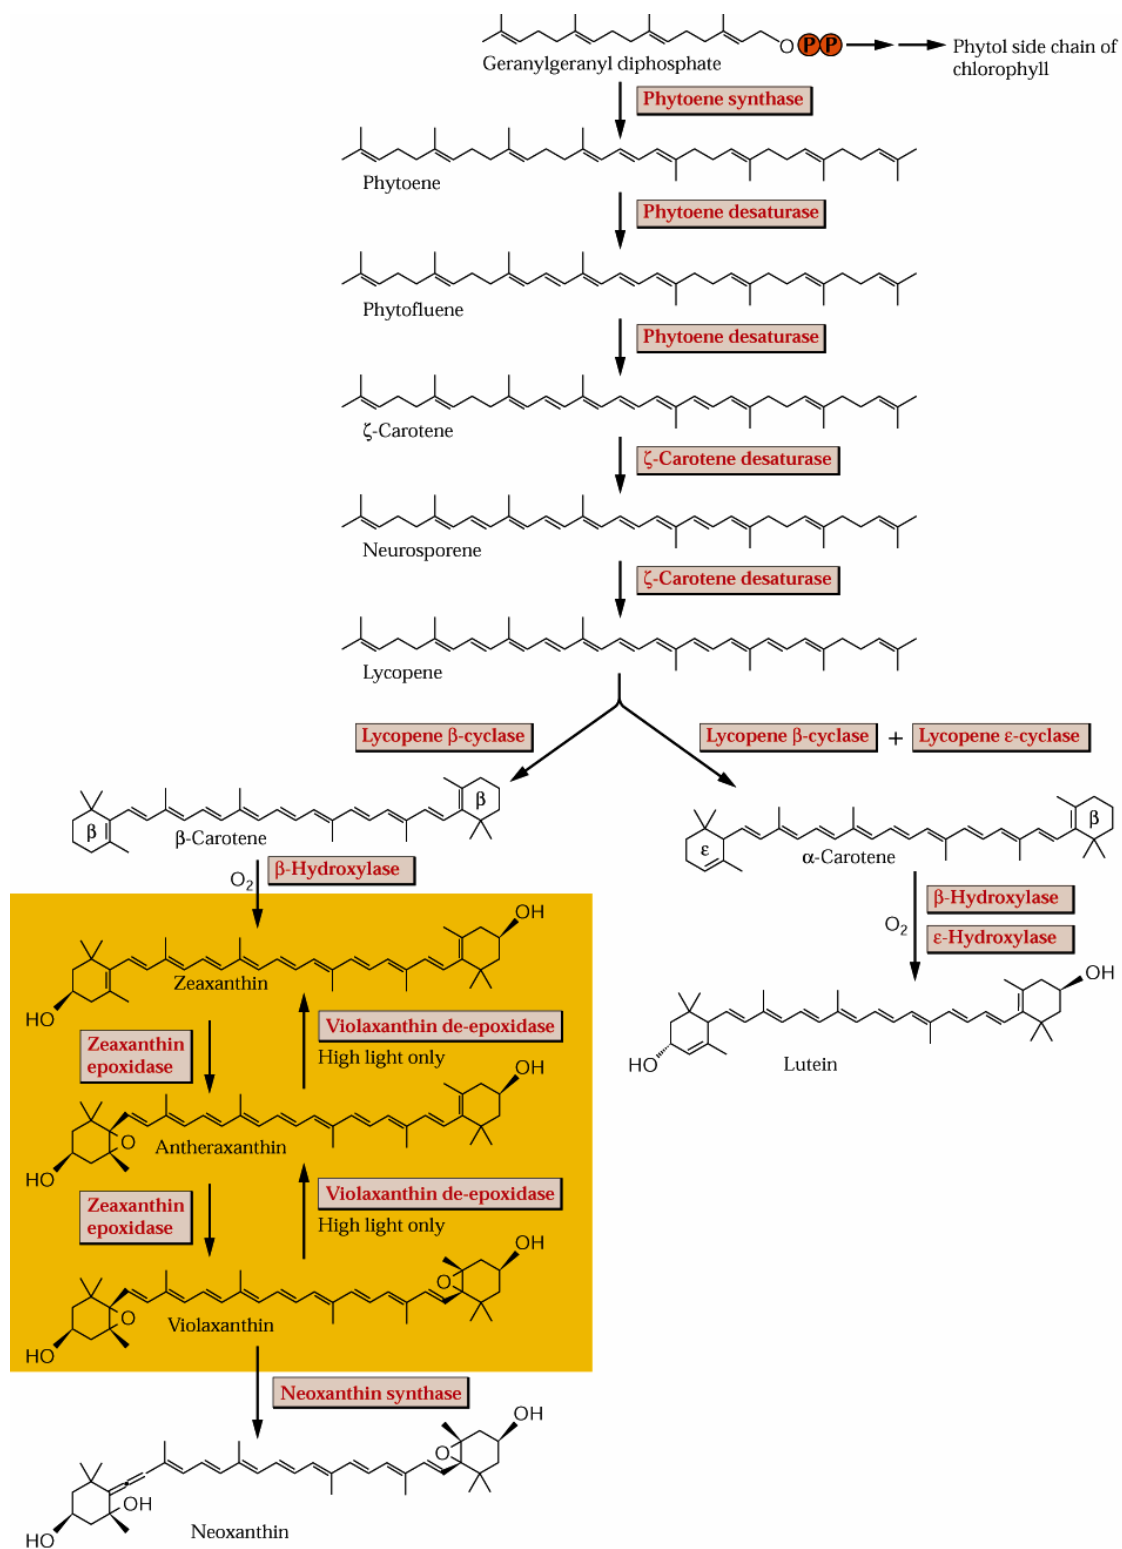 O P P
Phytol side chain of
chlorophyll
Geranylgeranyl diphosphate
Phytoene synthase
Phytoene
Phytoene desaturase
Phytofluene
Phytoene desaturase
ζ-Carotene
ζ-Carotene desaturase
Neurosporene
ζ-Carotene desaturase
Lycopene
Lycopene β-cyclase
Lycopene β-cyclase + Lycopene ε-cyclase
β
β
β-Carotene
ε
β
α-Carotene
O2
β-Hydroxylase
O2
β-Hydroxylase
ε-Hydroxylase
OH
HO
Zeaxanthin
OH
HO
Lutein
Zeaxanthin
epoxidase
Violaxanthin de-epoxidase
High light only
OH
O
HO
Antheraxanthin
Zeaxanthin
epoxidase
Violaxanthin de-epoxidase
High light only
OH
O
O
HO
Violaxanthin
Neoxanthin synthase
OH
O
OH
HO
Neoxanthin